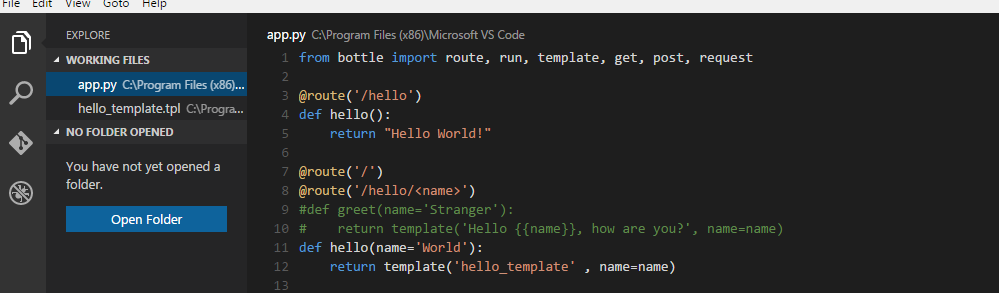 File Edit View Goto Help
EXPLORE
WORKING FILES
app.py C:\Program Files (x86)...
hello_template.tpl C:\Progra...
NO FOLDER OPENED
You have not yet opened a
folder.
Open Folder
app.py C:\Program Files (x86)\Microsoft VS Code
1 from bottle import route, run, template, get, post, request
2
3 @route('/hello')
4 def hello():
5     return "Hello World!"
6
7 @route('/')
8 @route('/hello/<name>')
9 #def greet(name='Stranger'):
10 #    return template('Hello {{name}}, how are you?', name=name)
11 def hello(name='World'):
12     return template('hello_template' , name=name)
13